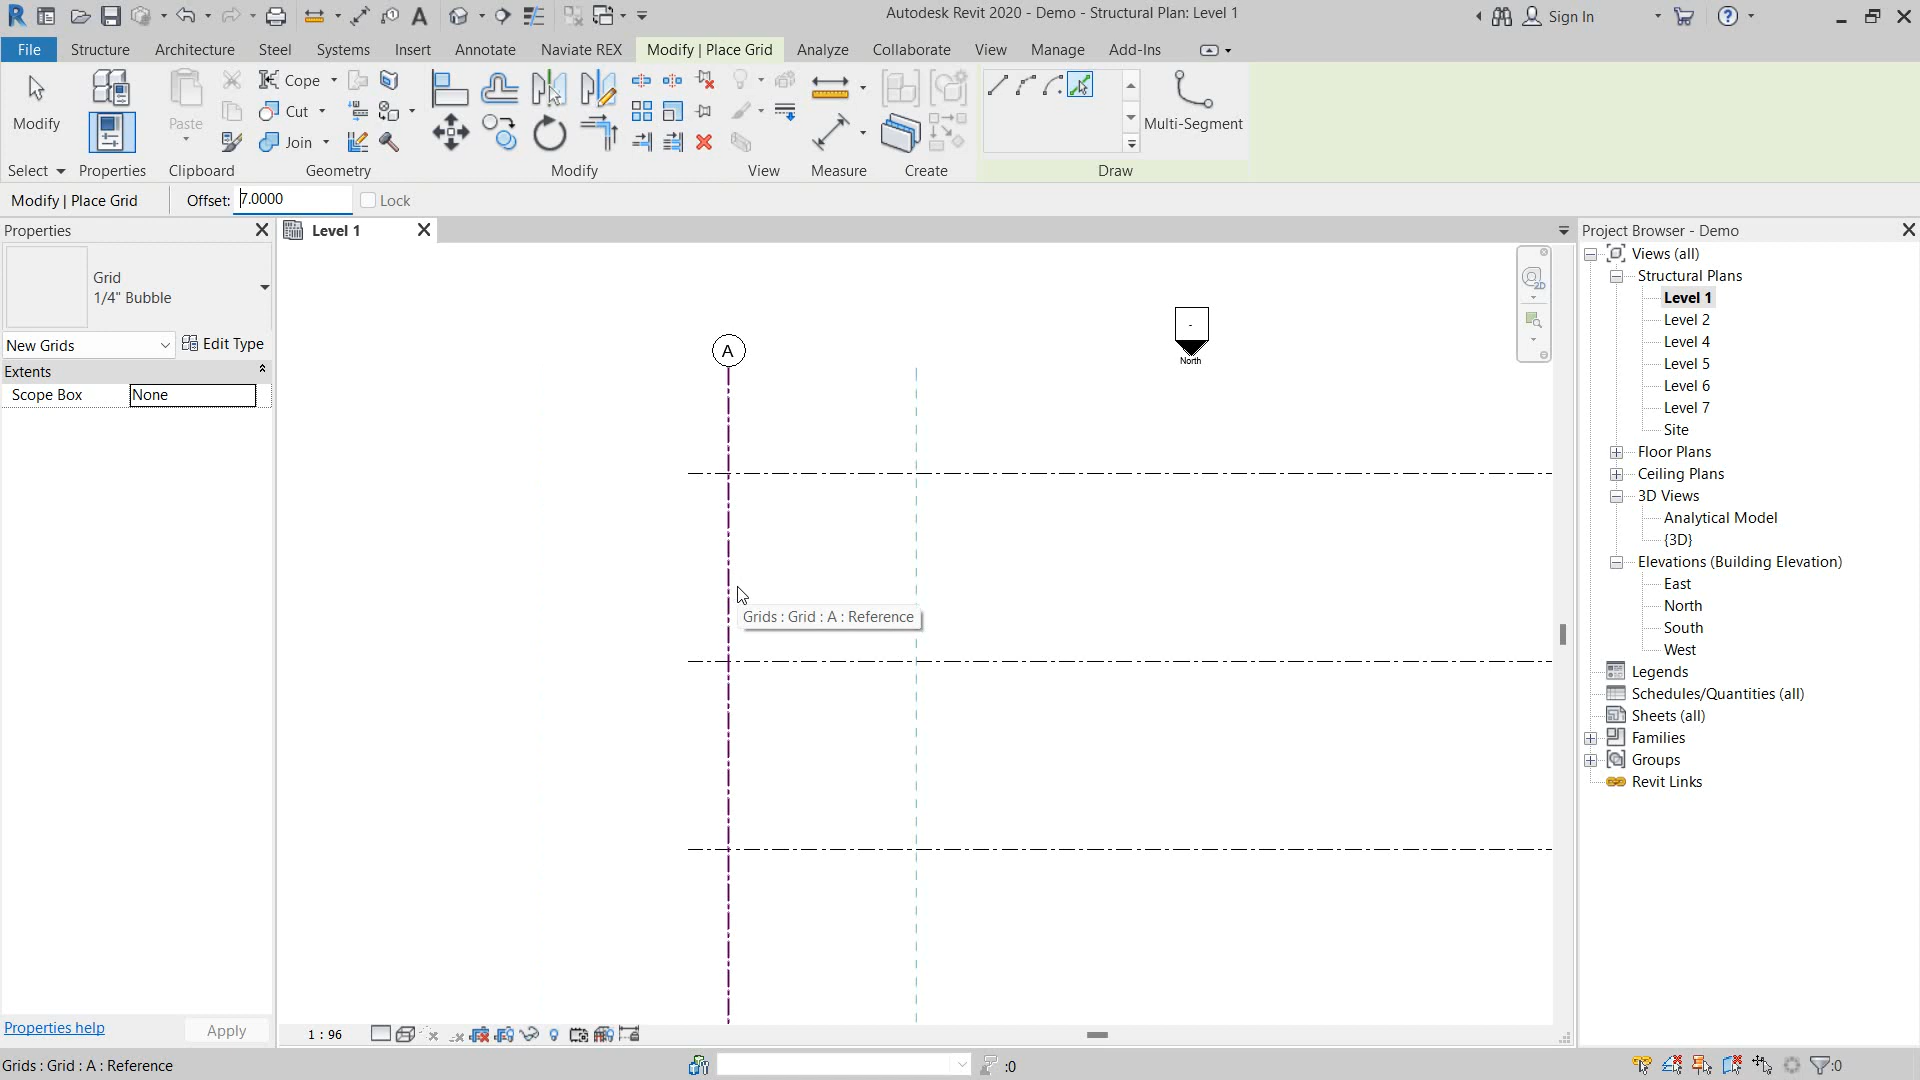 Autodesk Revit 2020 - Demo - Structural Plan: Level 1
Sign In
File
Structure
Architecture
Steel
Systems
Insert
Annotate
Naviate REX
Modify | Place Grid
Analyze
Collaborate
View
Manage
Add-Ins
Modify
Paste
Cope
Cut
Join
Multi-Segment
Select
Properties
Clipboard
Geometry
Modify
View
Measure
Create
Draw
Modify | Place Grid
Offset:
7.0000
Lock
Properties
Grid
1/4" Bubble
New Grids
Edit Type
Extents
Scope Box
None
Properties help
Apply
Level 1
2D
A
-
North
Grids : Grid : A : Reference
1 : 96
Project Browser - Demo
Views (all)
Structural Plans
Level 1
Level 2
Level 4
Level 5
Level 6
Level 7
Site
Floor Plans
Ceiling Plans
3D Views
Analytical Model
{3D}
Elevations (Building Elevation)
East
North
South
West
Legends
Schedules/Quantities (all)
Sheets (all)
Families
Groups
Revit Links
Grids : Grid : A : Reference
:0
:0